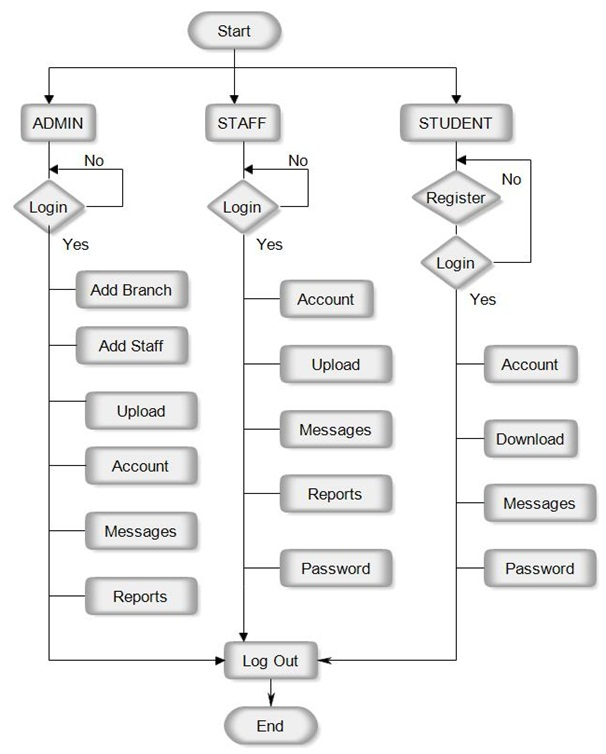 Start
ADMIN
STAFF
STUDENT
No
No
No
Login
Login
Register
Login
Yes
Yes
Yes
Add Branch
Add Staff
Upload
Account
Messages
Reports
Account
Upload
Messages
Reports
Password
Account
Download
Messages
Password
Log Out
End